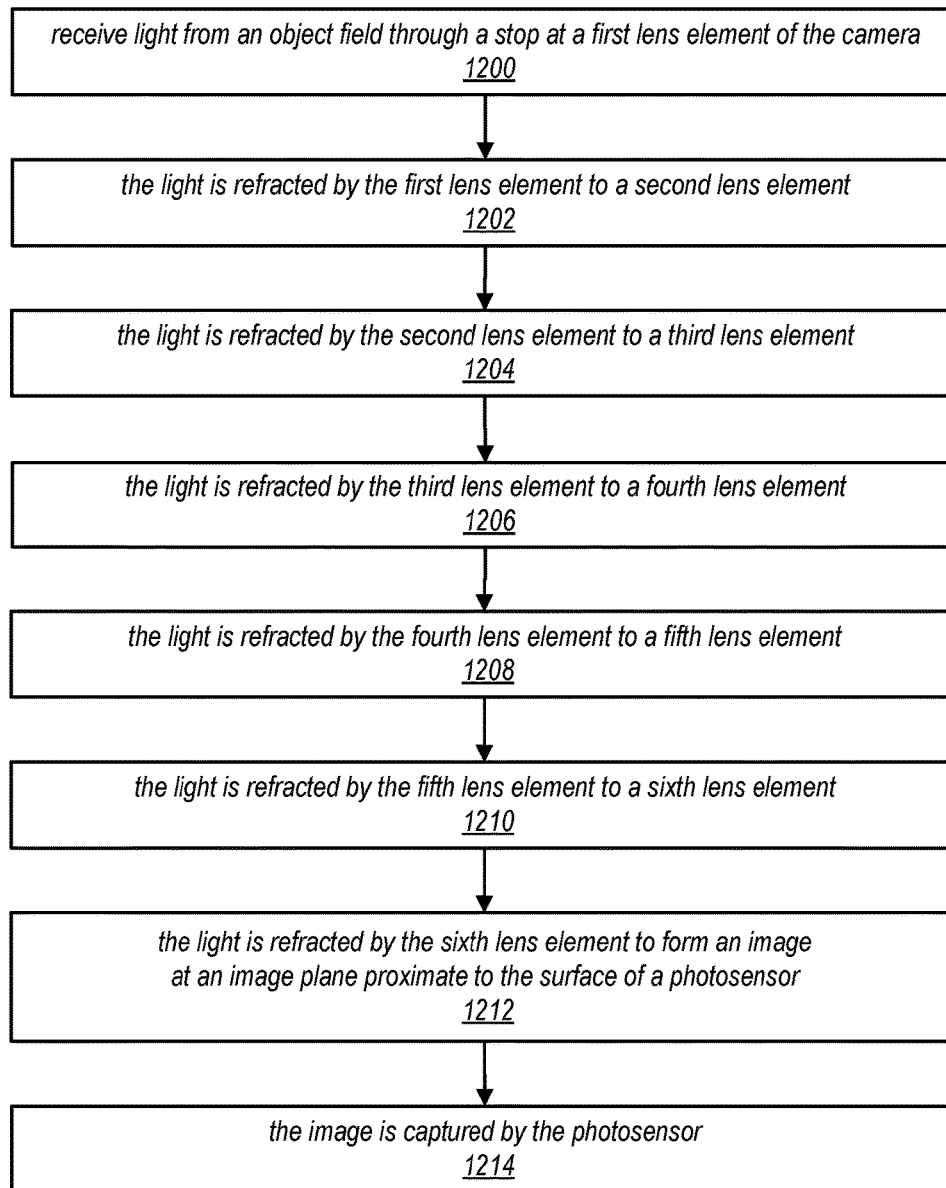 receive light from an object field through a stop at a first lens element of the camera
1200
the light is refracted by the first lens element to a second lens element
1202
the light is refracted by the second lens element to a third lens element
1204
the light is refracted by the third lens element to a fourth lens element
1206
the light is refracted by the fourth lens element to a fifth lens element
1208
the light is refracted by the fifth lens element to a sixth lens element
1210
the light is refracted by the sixth lens element to form an image
at an image plane proximate to the surface of a photosensor
1212
the image is captured by the photosensor
1214